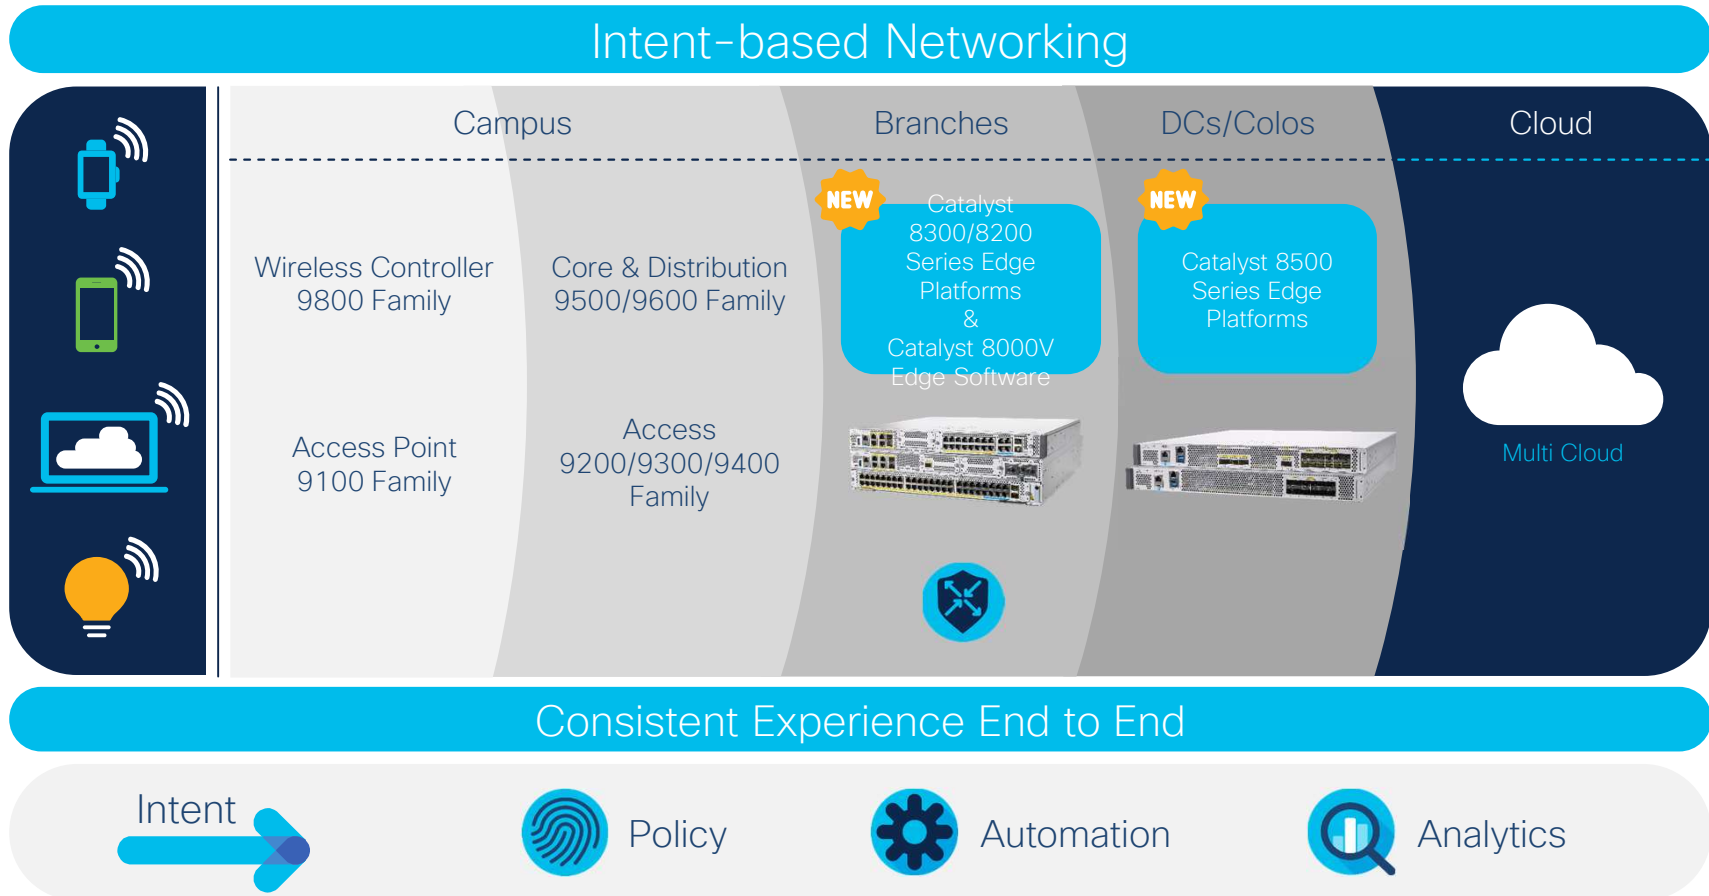 Intent-based Networking
Campus
Branches
DCs/Colos
Cloud
Wireless Controller
9800 Family
Access Point
9100 Family
Core & Distribution
9500/9600 Family
Access
9200/9300/9400
Family
NEW
Catalyst
8300/8200
Series Edge
Platforms
&
Catalyst 8000V
Edge Software
NEW
Catalyst 8500
Series Edge
Platforms
Multi Cloud
Consistent Experience End to End
Intent
Policy
Automation
Analytics